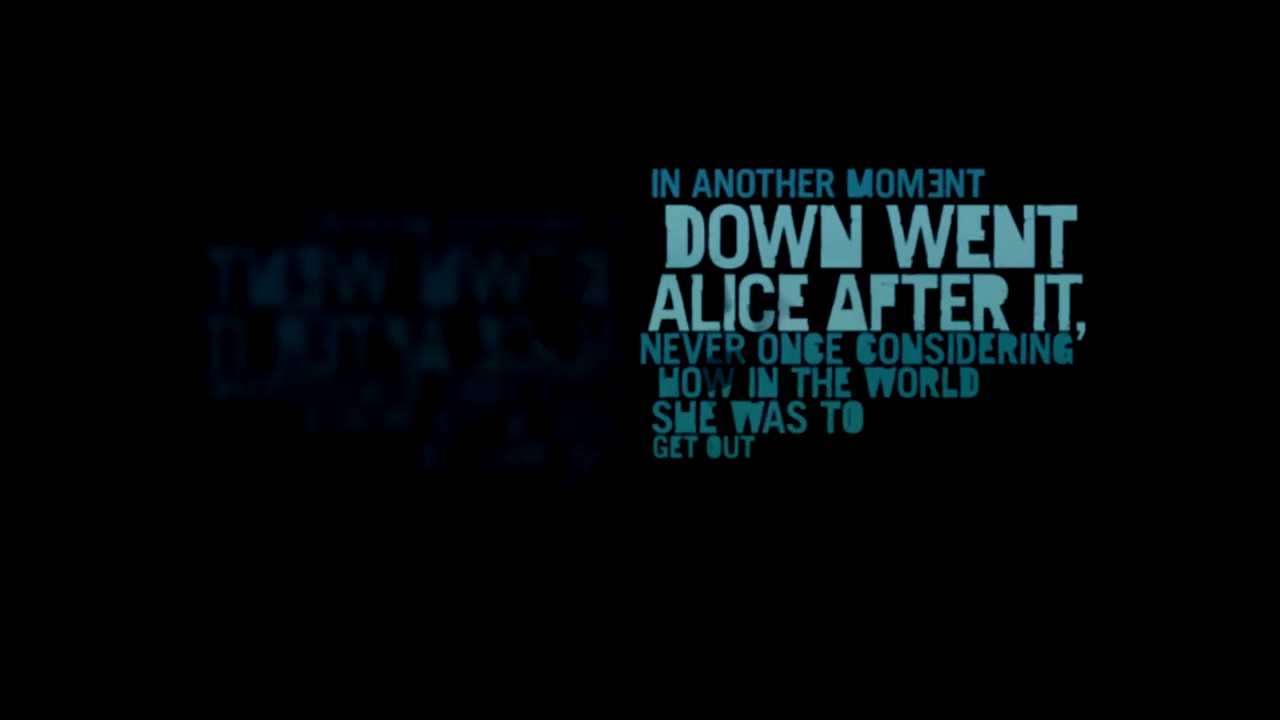 IN ANOTHER MOMENT
DOWN WENT
ALICE AFTER IT,
NEVER ONCE CONSIDERING
HOW IN THE WORLD
SHE WAS TO
GET OUT